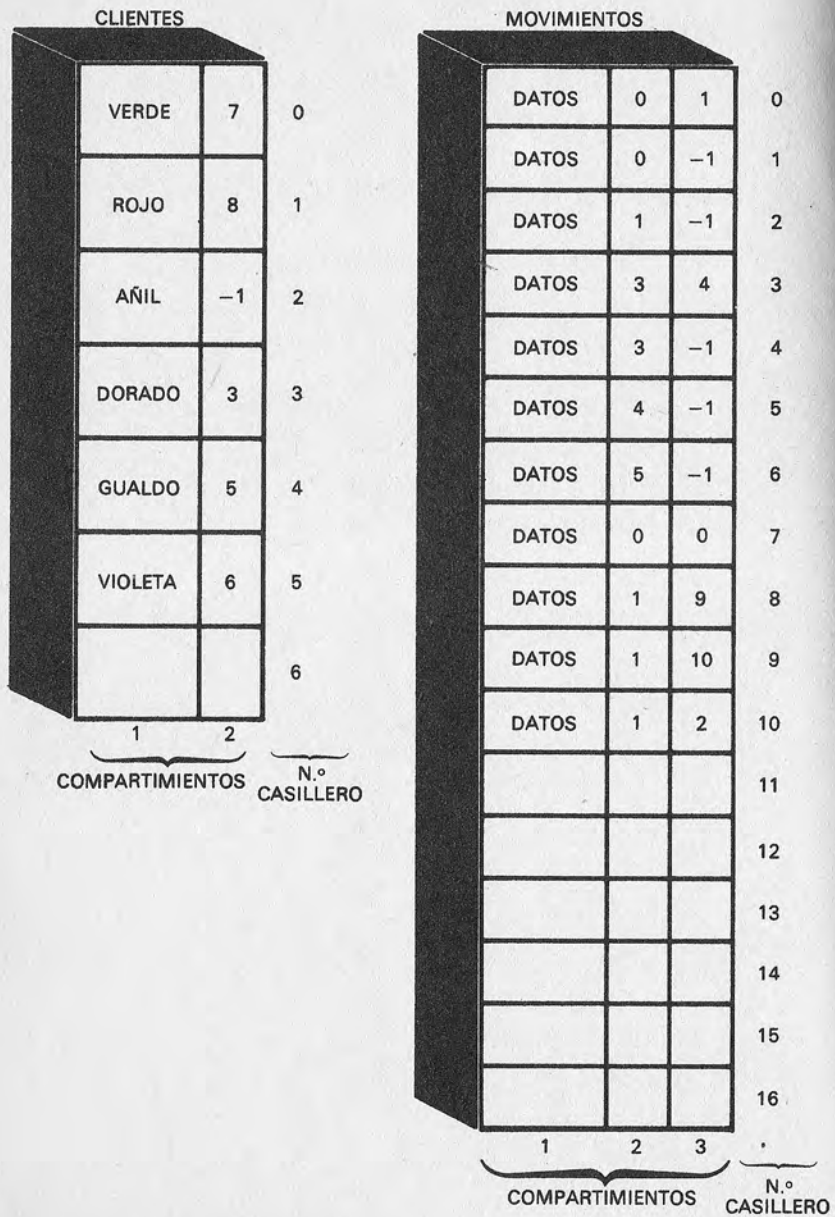 CLIENTES
VERDE 7 0
ROJO 8 1
AÑIL −1 2
DORADO 3 3
GUALDO 5 4
VIOLETA 6 5
6
1 2
COMPARTIMIENTOS N.º
CASILLERO
MOVIMIENTOS
DATOS 0 1 0
DATOS 0 −1 1
DATOS 1 −1 2
DATOS 3 4 3
DATOS 3 −1 4
DATOS 4 −1 5
DATOS 5 −1 6
DATOS 0 0 7
DATOS 1 9 8
DATOS 1 10 9
DATOS 1 2 10
11
12
13
14
15
16
1 2 3
COMPARTIMIENTOS N.º
CASILLERO